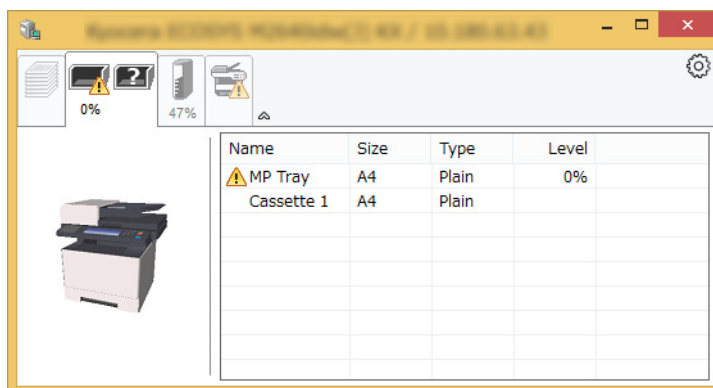 0%
47%
Name Size Type Level
MP Tray A4 Plain 0%
Cassette 1 A4 Plain